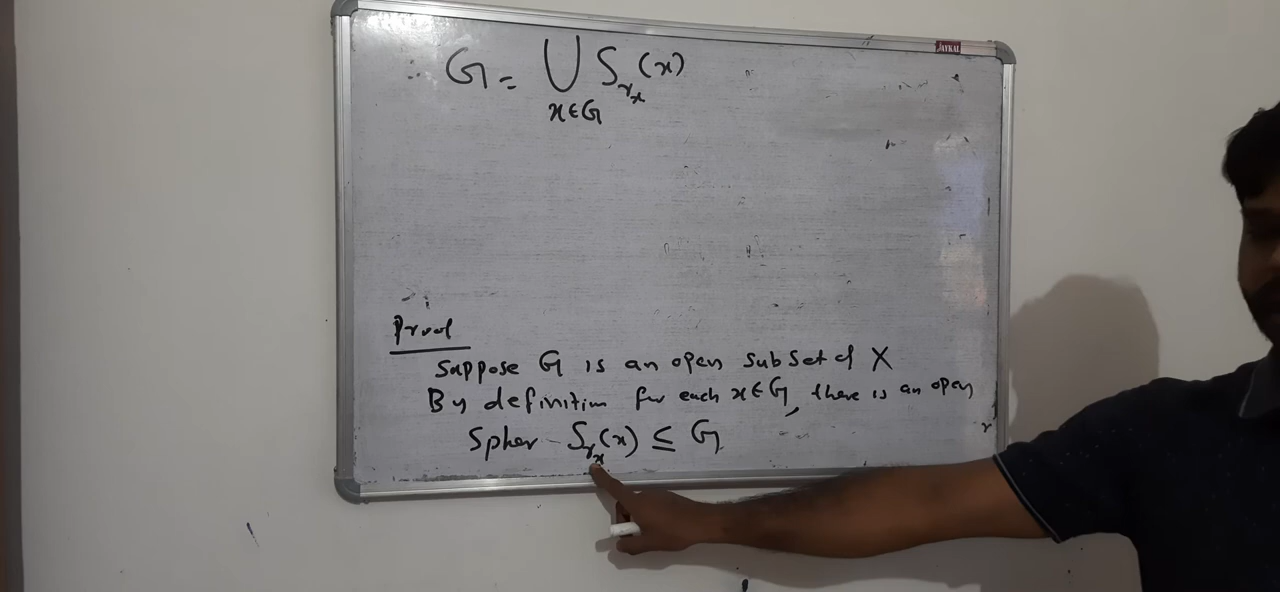 JAYKAL
∴ G = ⋃ S_{r_x}(x)
x∈G
Proof
Suppose G is an open subset of X
By definition for each x∈G, there is an open
Spher S_{r_x}(x) ⊆ G